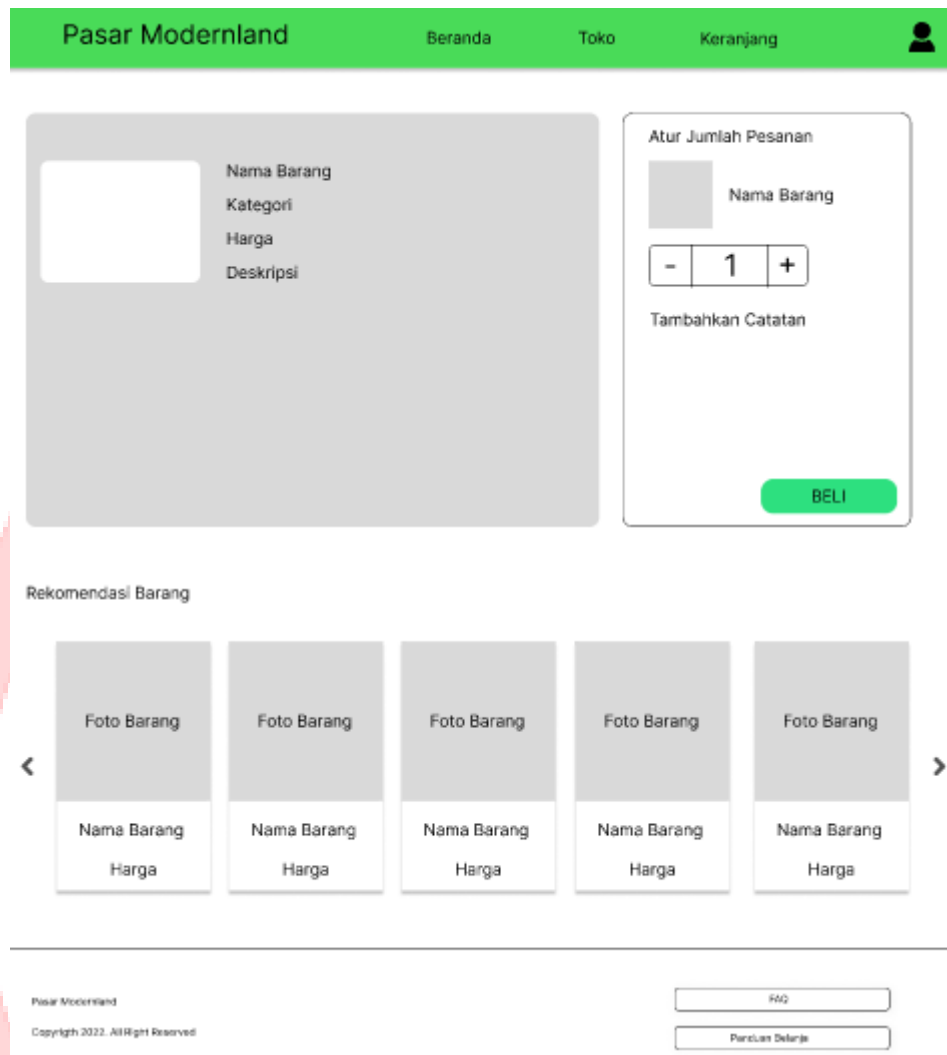 Pasar Modernland Beranda Toko Keranjang
Nama Barang
Kategori
Harga
Deskripsi
Atur Jumlah Pesanan
Nama Barang
- 1 +
Tambahkan Catatan
BELI
Rekomendasi Barang
Foto Barang Foto Barang Foto Barang Foto Barang Foto Barang
Nama Barang Nama Barang Nama Barang Nama Barang Nama Barang
Harga Harga Harga Harga Harga
Pasar Modernland
Copyrigth 2022. All Right Reserved
FAQ
Panduan Belanja